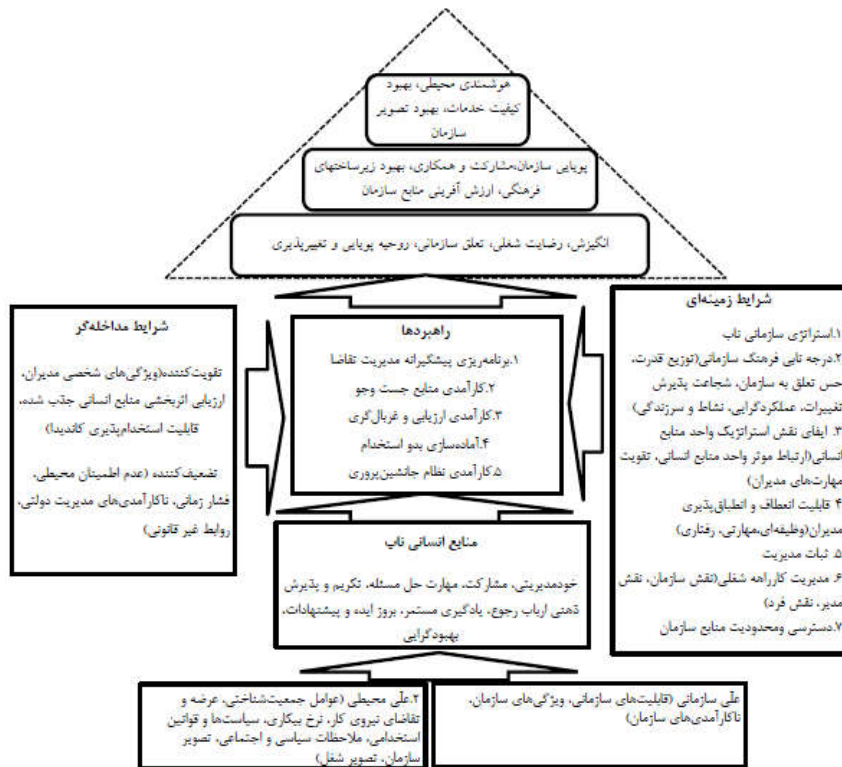 هوشمندی محیطی، بهبود
کیفیت خدمات، بهبود تصویر
سازمان
پویایی سازمان،مشارکت و همکاری، بهبود زیرساختهای
فرهنگی، ارزش آفرینی منابع سازمان
انگیزش، رضایت شغلی، تعلق سازمانی، روحیه پویایی و تغییرپذیری
شرایط زمینه‌ای
۱.استراتژی سازمانی ناب
۲.درجه نابی فرهنگ سازمانی(توزیع قدرت،
حس تعلق به سازمان، شجاعت پذیرش
تغییرات، عملکردگرایی، نشاط و سرزندگی)
۳. ایفای نقش استراتژیک واحد منابع
انسانی(ارتباط موثر واحد منابع انسانی، تقویت
مهارت‌های مدیران)
۴. قابلیت انعطاف و انطباق‌پذیری
مدیران(وظیفه‌ای،مهارتی، رفتاری)
۵. ثبات مدیریت
۶. مدیریت کارراهه شغلی(نقش سازمان، نقش
مدیر، نقش فرد)
۷.دسترسی ومحدودیت منابع سازمان
راهبردها
۱.برنامه‌ریزی پیشگیرانه مدیریت تقاضا
۲.کارآمدی منابع جست وجو
۳.کارآمدی ارزیابی و غربال‌گری
۴.آماده‌سازی بدو استخدام
۵.کارآمدی نظام جانشین‌پروری
شرایط مداخله‌گر
تقویت‌کننده(ویژگی‌های شخصی مدیران،
ارزیابی اثربخشی منابع انسانی جذب شده،
قابلیت استخدام‌پذیری کاندیدا)
تضعیف‌کننده (عدم اطمینان محیطی،
فشار زمانی، ناکارآمدی‌های مدیریت دولتی،
روابط غیر قانونی)
منابع انسانی ناب
خودمدیریتی، مشارکت، مهارت حل مسئله، تکریم و پذیرش
ذهنی ارباب رجوع، یادگیری مستمر، بروز ایده و پیشنهادات،
بهبودگرایی
علّی سازمانی (قابلیت‌های سازمانی، ویژگی‌های سازمان،
ناکارآمدی‌های سازمان)
۲.علّی محیطی (عوامل جمعیت‌شناختی، عرضه و
تقاضای نیروی کار، نرخ بیکاری، سیاست‌ها و قوانین
استخدامی، ملاحظات سیاسی و اجتماعی، تصویر
سازمان، تصویر شغل)